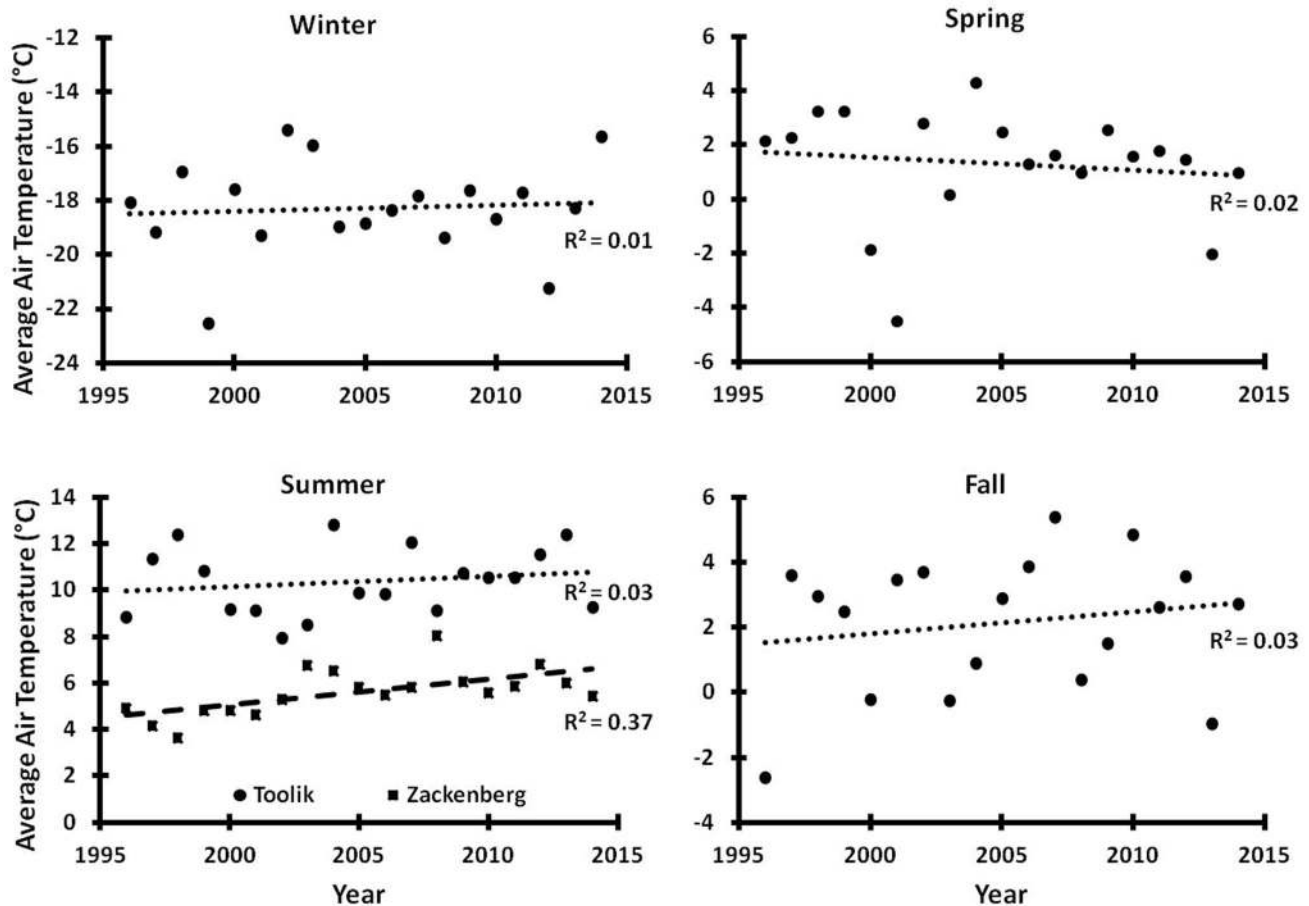 Winter
Average Air Temperature (°C)
-12
-14
-16
-18
-20
-22
-24
R² = 0.01
1995 2000 2005 2010 2015
Spring
6
4
2
0
-2
-4
-6
R² = 0.02
1995 2000 2005 2010 2015
Summer
Average Air Temperature (°C)
14
12
10
8
6
4
2
0
R² = 0.03
R² = 0.37
Toolik Zackenberg
1995 2000 2005 2010 2015
Year
Fall
6
4
2
0
-2
-4
R² = 0.03
1995 2000 2005 2010 2015
Year